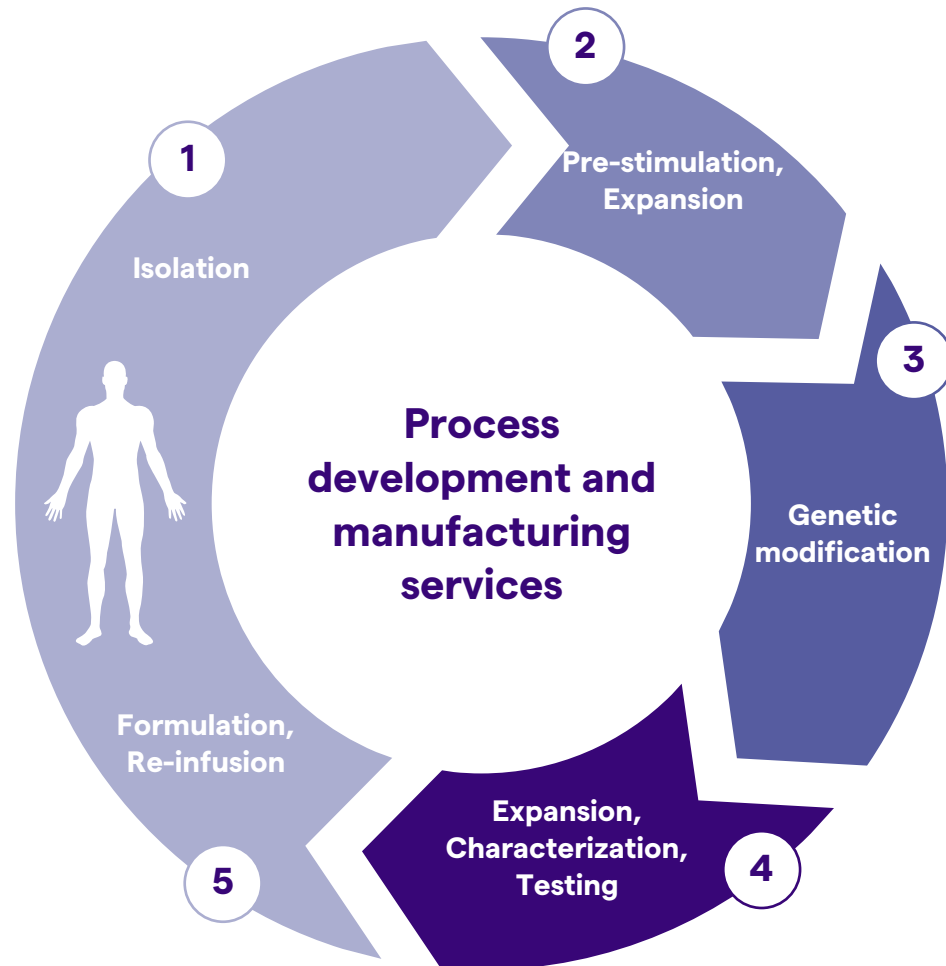 1
Isolation
2
Pre-stimulation,
Expansion
3
Genetic
modification
4
Expansion,
Characterization,
Testing
5
Formulation,
Re-infusion
Process
development and
manufacturing
services